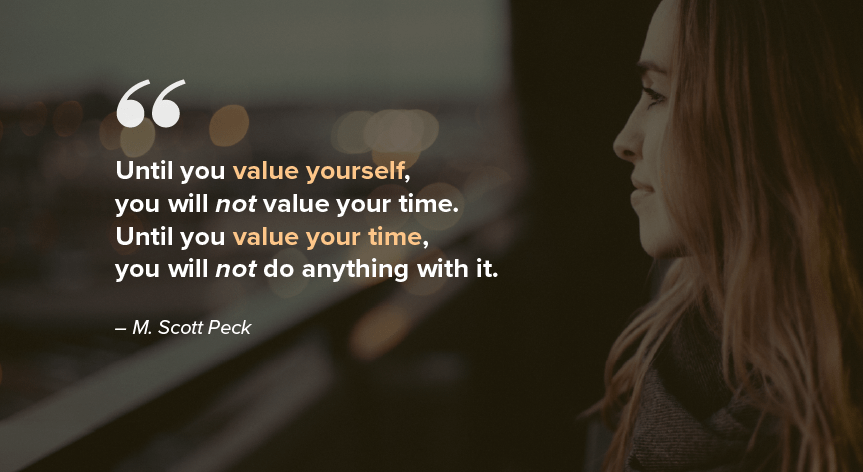 “
Until you value yourself,
you will not value your time.
Until you value your time,
you will not do anything with it.
– M. Scott Peck